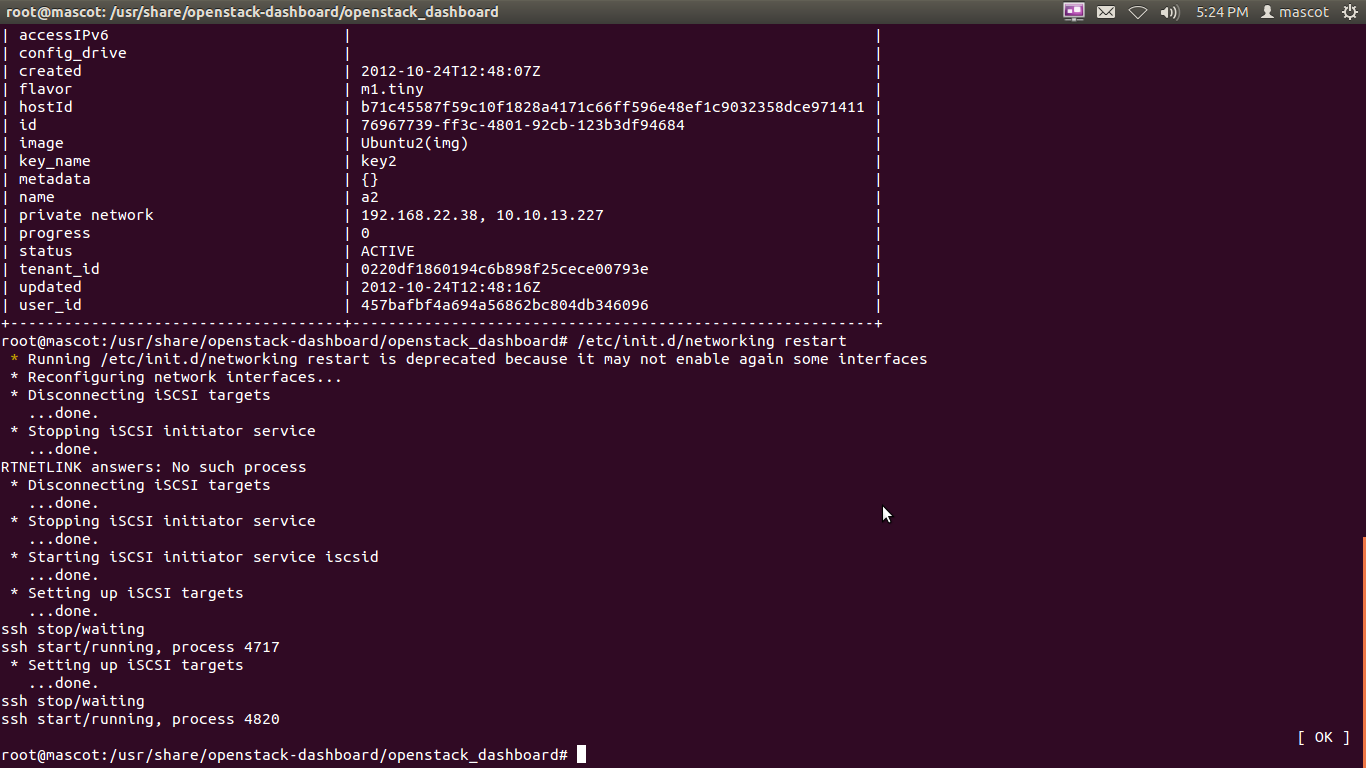 root@mascot: /usr/share/openstack-dashboard/openstack_dashboard 5:24 PM mascot
| accessIPv6 | |
| config_drive | |
| created | 2012-10-24T12:48:07Z |
| flavor | m1.tiny |
| hostId | b71c45587f59c10f1828a4171c66ff596e48ef1c9032358dce971411 |
| id | 76967739-ff3c-4801-92cb-123b3df94684 |
| image | Ubuntu2(img) |
| key_name | key2 |
| metadata | {} |
| name | a2 |
| private network | 192.168.22.38, 10.10.13.227 |
| progress | 0 |
| status | ACTIVE |
| tenant_id | 0220df1860194c6b898f25cece00793e |
| updated | 2012-10-24T12:48:16Z |
| user_id | 457bafbf4a694a56862bc804db346096 |
+-------------------------------------+----------------------------------------------------------+
root@mascot:/usr/share/openstack-dashboard/openstack_dashboard# /etc/init.d/networking restart
 * Running /etc/init.d/networking restart is deprecated because it may not enable again some interfaces
 * Reconfiguring network interfaces...
 * Disconnecting iSCSI targets
   ...done.
 * Stopping iSCSI initiator service
   ...done.
RTNETLINK answers: No such process
 * Disconnecting iSCSI targets
   ...done.
 * Stopping iSCSI initiator service
   ...done.
 * Starting iSCSI initiator service iscsid
   ...done.
 * Setting up iSCSI targets
   ...done.
ssh stop/waiting
ssh start/running, process 4717
 * Setting up iSCSI targets
   ...done.
ssh stop/waiting
ssh start/running, process 4820
[ OK ]
root@mascot:/usr/share/openstack-dashboard/openstack_dashboard#